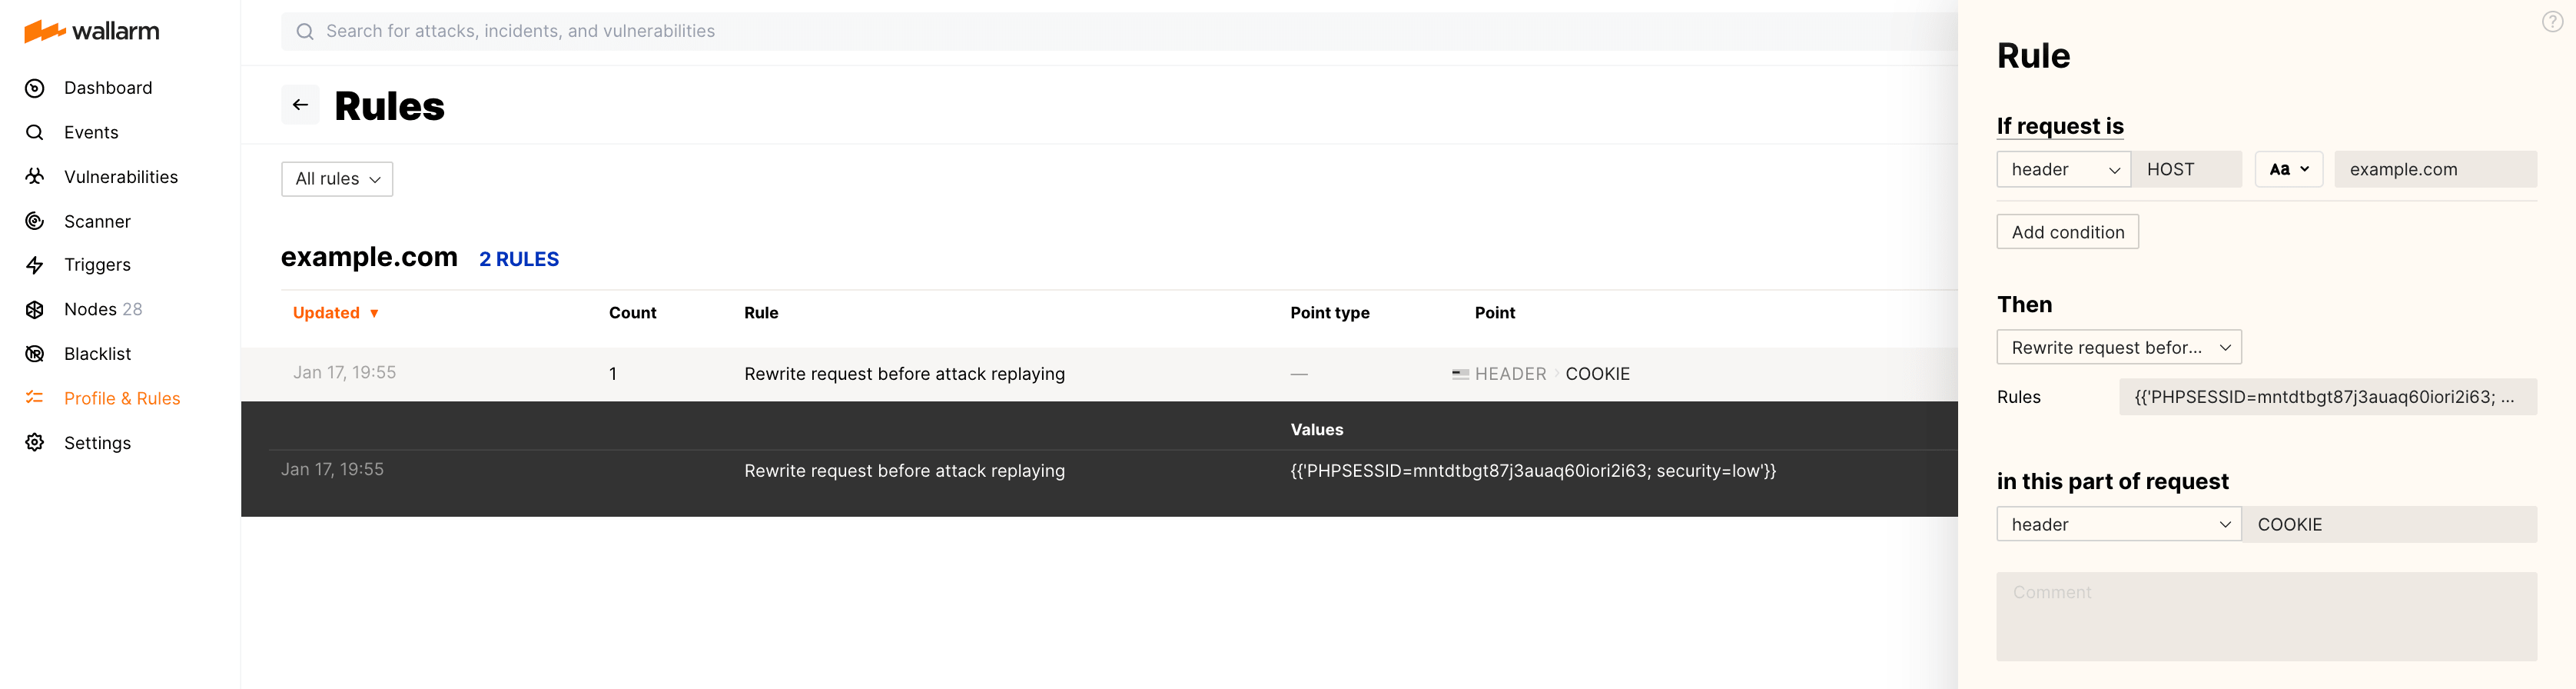 wallarm
Dashboard
Events
Vulnerabilities
Scanner
Triggers
Nodes 28
Blacklist
Profile & Rules
Settings
Search for attacks, incidents, and vulnerabilities
← Rules
All rules
example.com 2 RULES
Updated ▼ Count Rule Point type Point
Jan 17, 19:55 1 Rewrite request before attack replaying — HEADER › COOKIE
Values
Jan 17, 19:55 Rewrite request before attack replaying {{'PHPSESSID=mntdtbgt87j3auaq60iori2i63; security=low'}}
?
Rule
If request is
header HOST Aa example.com
Add condition
Then
Rewrite request befor...
Rules {{'PHPSESSID=mntdtbgt87j3auaq60iori2i63; ...
in this part of request
header COOKIE
Comment